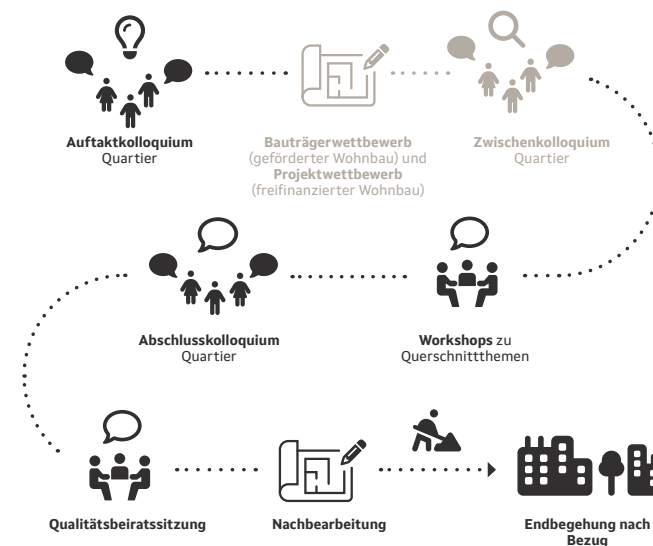 Auftaktkolloquium
Quartier
Bauträgerwettbewerb
(geförderter Wohnbau) und
Projektwettbewerb
(freifinanzierter Wohnbau)
Zwischenkolloquium
Quartier
Abschlusskolloquium
Quartier
Workshops zu
Querschnittthemen
Qualitätsbeiratssitzung
Nachbearbeitung
Endbegehung nach
Bezug